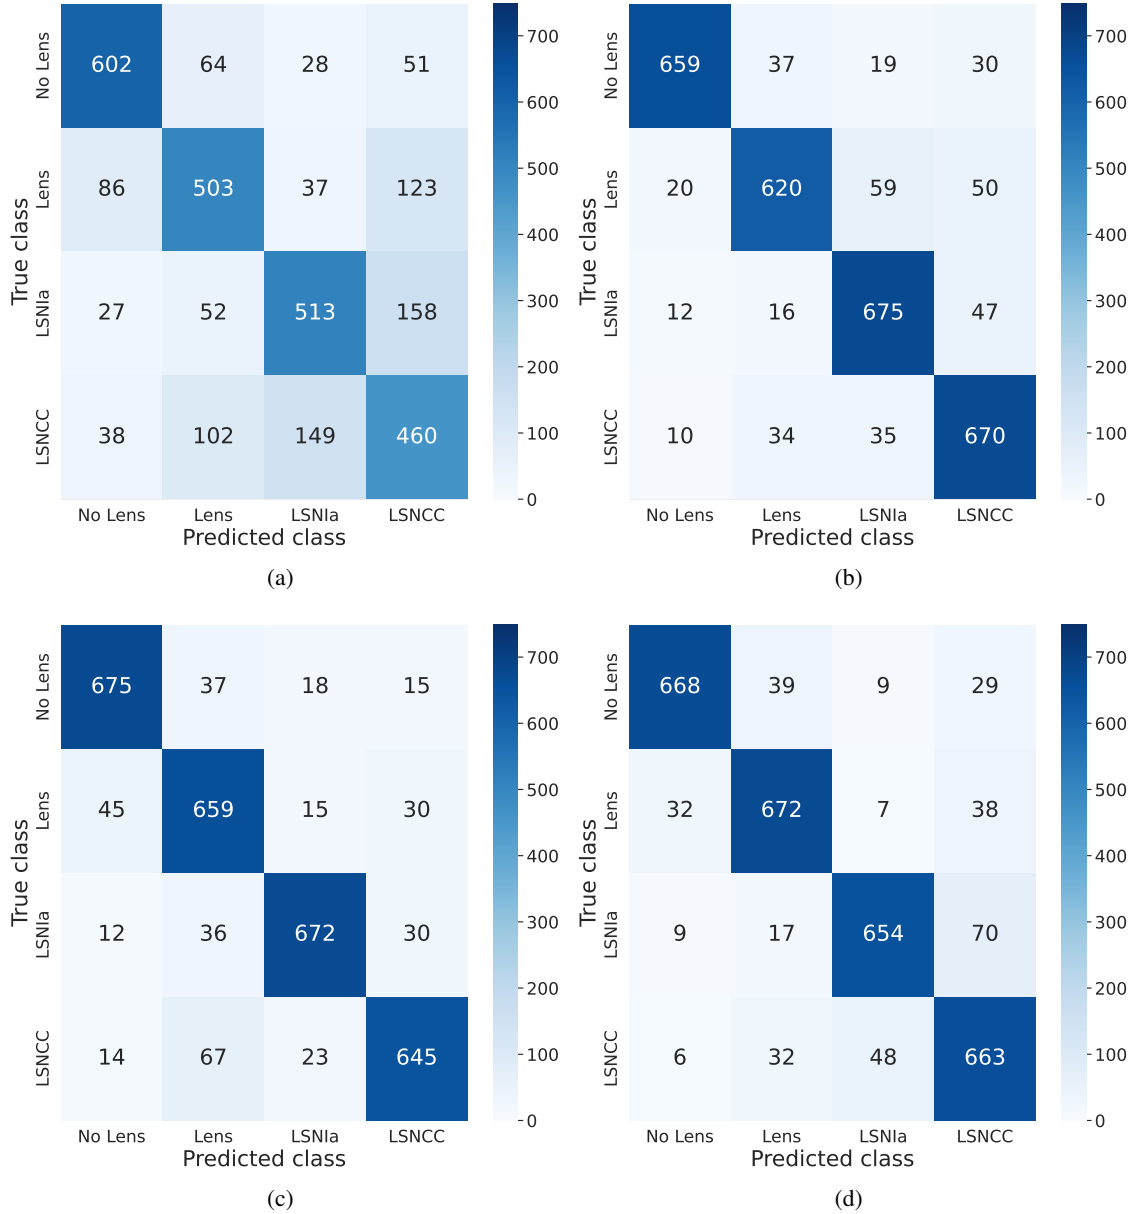 No Lens 602 64 28 51
Lens 86 503 37 123
LSNIa 27 52 513 158
LSNCC 38 102 149 460
No Lens Lens LSNIa LSNCC
True class
Predicted class
700
600
500
400
300
200
100
0
(a)
No Lens 659 37 19 30
Lens 20 620 59 50
LSNIa 12 16 675 47
LSNCC 10 34 35 670
No Lens Lens LSNIa LSNCC
True class
Predicted class
700
600
500
400
300
200
100
0
(b)
No Lens 675 37 18 15
Lens 45 659 15 30
LSNIa 12 36 672 30
LSNCC 14 67 23 645
No Lens Lens LSNIa LSNCC
True class
Predicted class
700
600
500
400
300
200
100
0
(c)
No Lens 668 39 9 29
Lens 32 672 7 38
LSNIa 9 17 654 70
LSNCC 6 32 48 663
No Lens Lens LSNIa LSNCC
True class
Predicted class
700
600
500
400
300
200
100
0
(d)